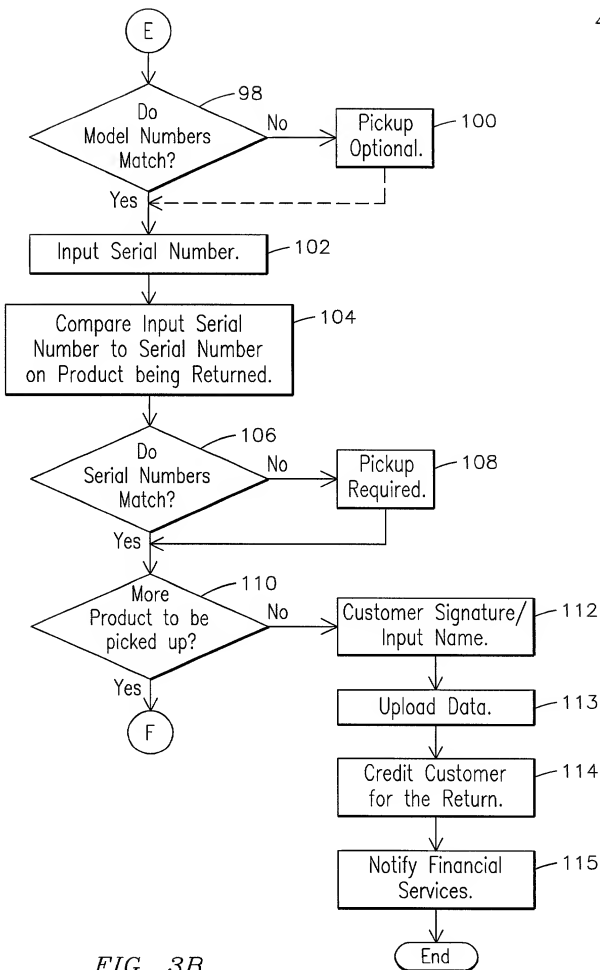 E
4
98
Do
Model Numbers
Match?
No
Pickup
Optional.
100
Yes
Input Serial Number.
102
Compare Input Serial
Number to Serial Number
on Product being Returned.
104
106
Do
Serial Numbers
Match?
No
Pickup
Required.
108
Yes
110
More
Product to be
picked up?
No
Customer Signature/
Input Name.
112
Yes
F
Upload Data.
113
Credit Customer
for the Return.
114
Notify Financial
Services.
115
End
FIG. 3B